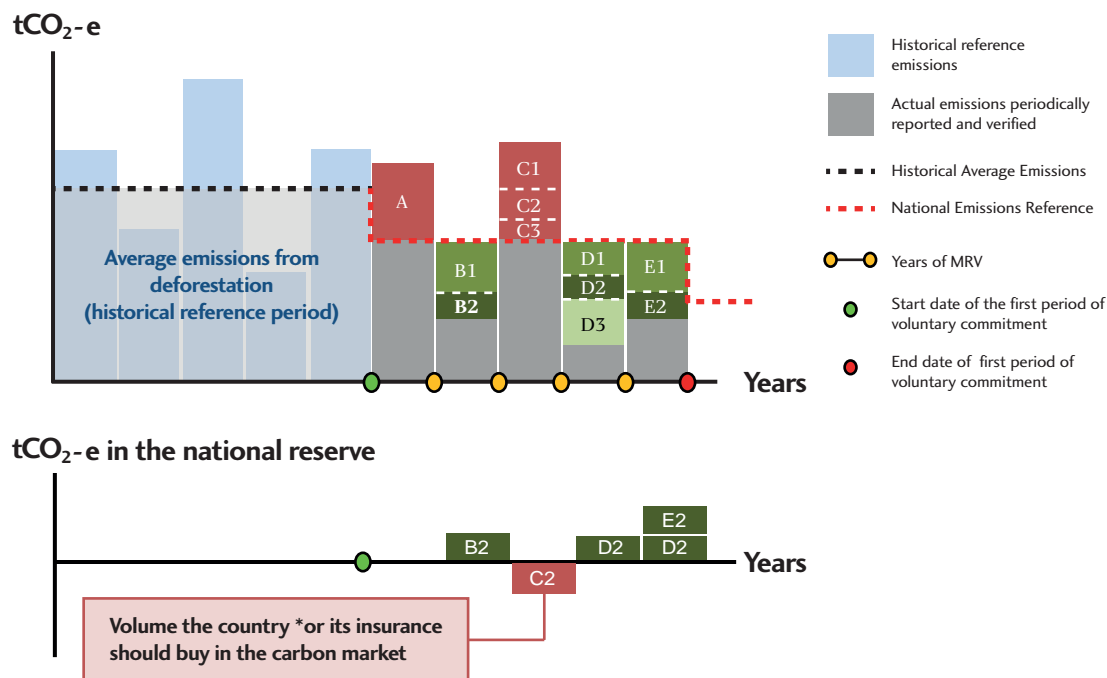 tCO₂-e
Historical reference
emissions
Actual emissions periodically
reported and verified
Historical Average Emissions
National Emissions Reference
Years of MRV
Start date of the first period of
voluntary commitment
End date of first period of
voluntary commitment
A
B1
B2
C1
C2
C3
D1
D2
D3
E1
E2
Average emissions from
deforestation
(historical reference period)
Years
tCO₂-e in the national reserve
B2
C2
D2
E2
D2
Years
Volume the country *or its insurance
should buy in the carbon market